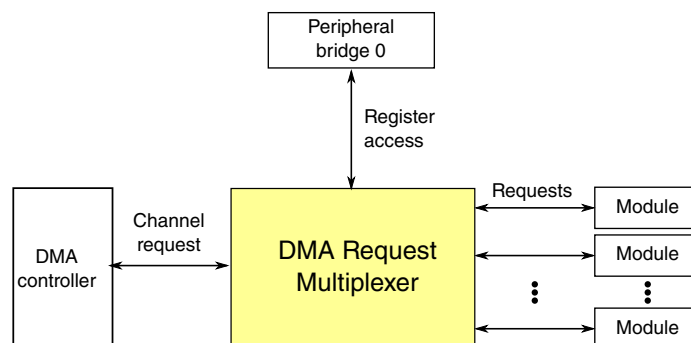 Peripheral
bridge 0
Register
access
Requests
Module
Channel
request
DMA
controller
DMA Request
Multiplexer
Module
Module